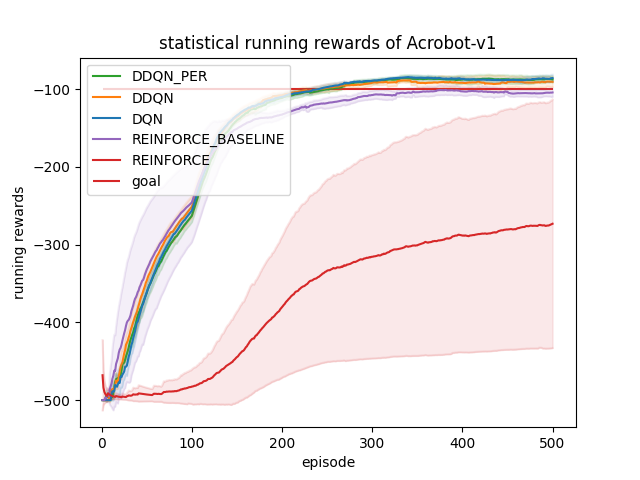 statistical running rewards of Acrobot-v1
DDQN_PER
DDQN
DQN
REINFORCE_BASELINE
REINFORCE
goal
−100
−200
−300
−400
−500
running rewards
0 100 200 300 400 500
episode